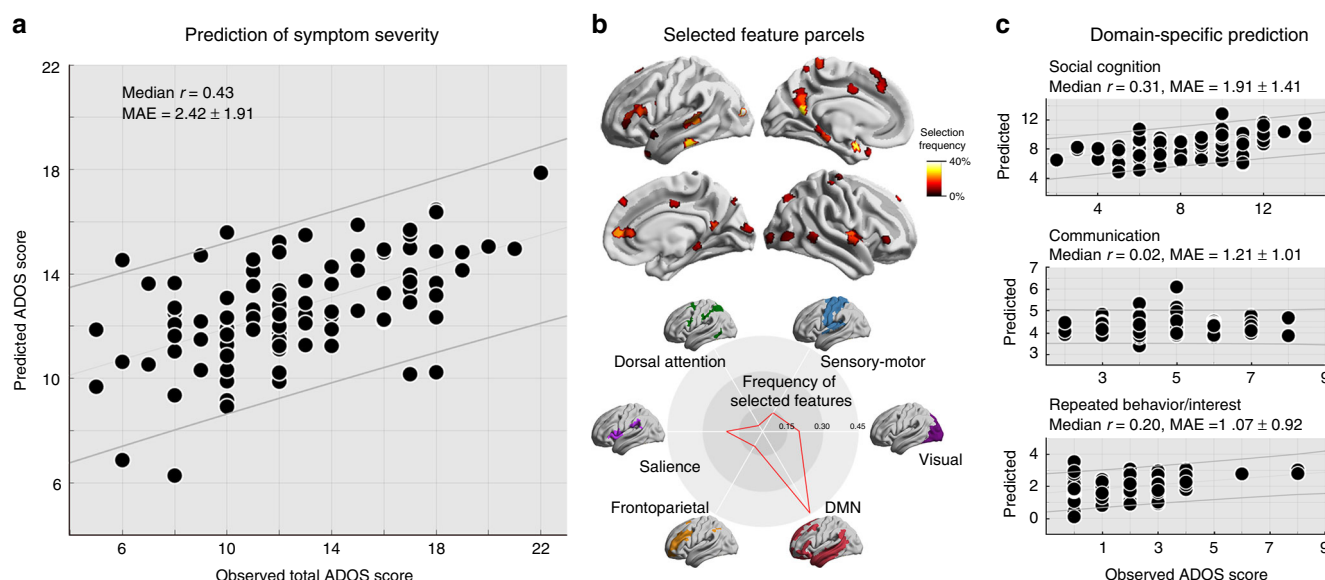 a
Prediction of symptom severity
Median r = 0.43
MAE = 2.42 ± 1.91
22
18
14
10
6
Predicted ADOS score
6
10
14
18
22
Observed total ADOS score
b
Selected feature parcels
Selection
frequency
40%
0%
Dorsal attention
Sensory-motor
Frequency of
selected features
0.15
0.30
0.45
Salience
Visual
Frontoparietal
DMN
c
Domain-specific prediction
Social cognition
Median r = 0.31, MAE = 1.91 ± 1.41
Predicted
12
8
4
4
8
12
Communication
Median r = 0.02, MAE = 1.21 ± 1.01
Predicted
7
6
5
4
3
3
5
7
9
Repeated behavior/interest
Median r = 0.20, MAE =1 .07 ± 0.92
Predicted
4
2
0
1
3
5
7
9
Observed ADOS score